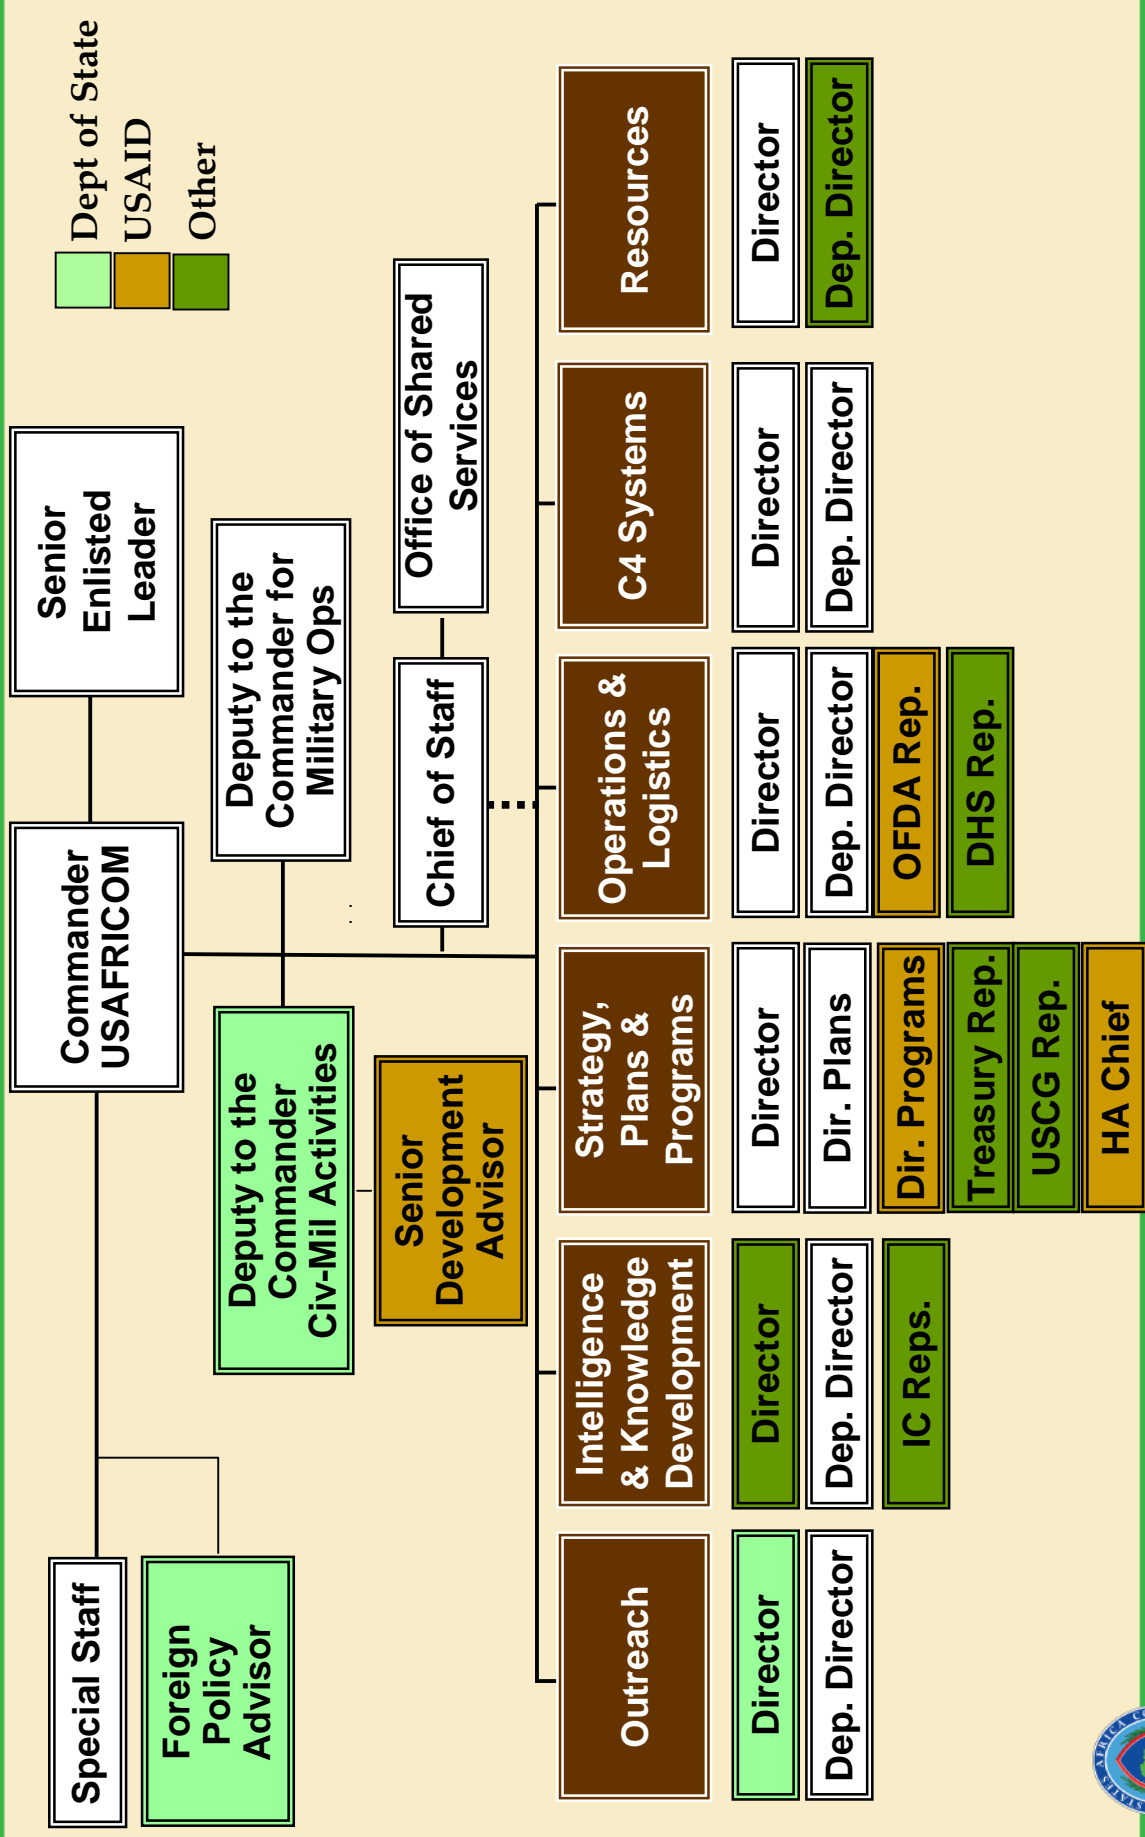 Dept of State
USAID
Other
Senior
Enlisted
Leader
Commander
USAFRICOM
Special Staff
Foreign
Policy
Advisor
Deputy to the
Commander
Civ-Mil Activities
Deputy to the
Commander for
Military Ops
Senior
Development
Advisor
Chief of Staff
Office of Shared
Services
Outreach
Director
Dep. Director
Intelligence
& Knowledge
Development
Director
Dep. Director
IC Reps.
Strategy,
Plans &
Programs
Director
Dir. Plans
Dir. Programs
Treasury Rep.
USCG Rep.
HA Chief
Operations &
Logistics
Director
Dep. Director
OFDA Rep.
DHS Rep.
C4 Systems
Director
Dep. Director
Resources
Director
Dep. Director